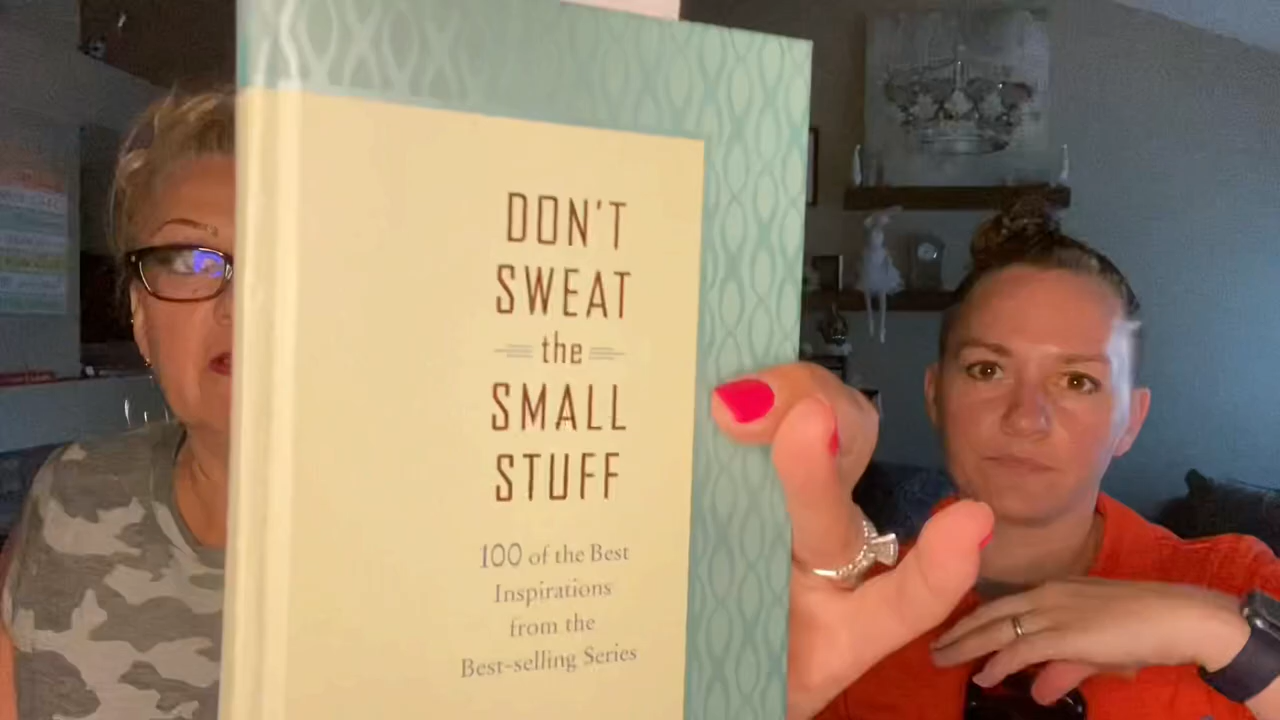 DON'T
SWEAT
the
SMALL
STUFF
100 of the Best
Inspirations
from the
Best-selling Series